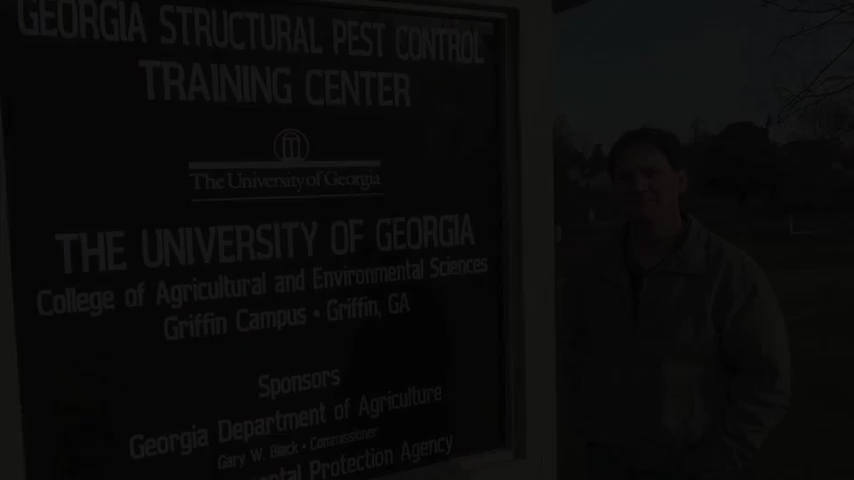 GEORGIA STRUCTURAL PEST CONTROL
TRAINING CENTER
The University of Georgia
THE UNIVERSITY OF GEORGIA
College of Agricultural and Environmental Sciences
Griffin Campus • Griffin, GA
Sponsors
Georgia Department of Agriculture
Gary W. Black • Commissioner
Protection Agency